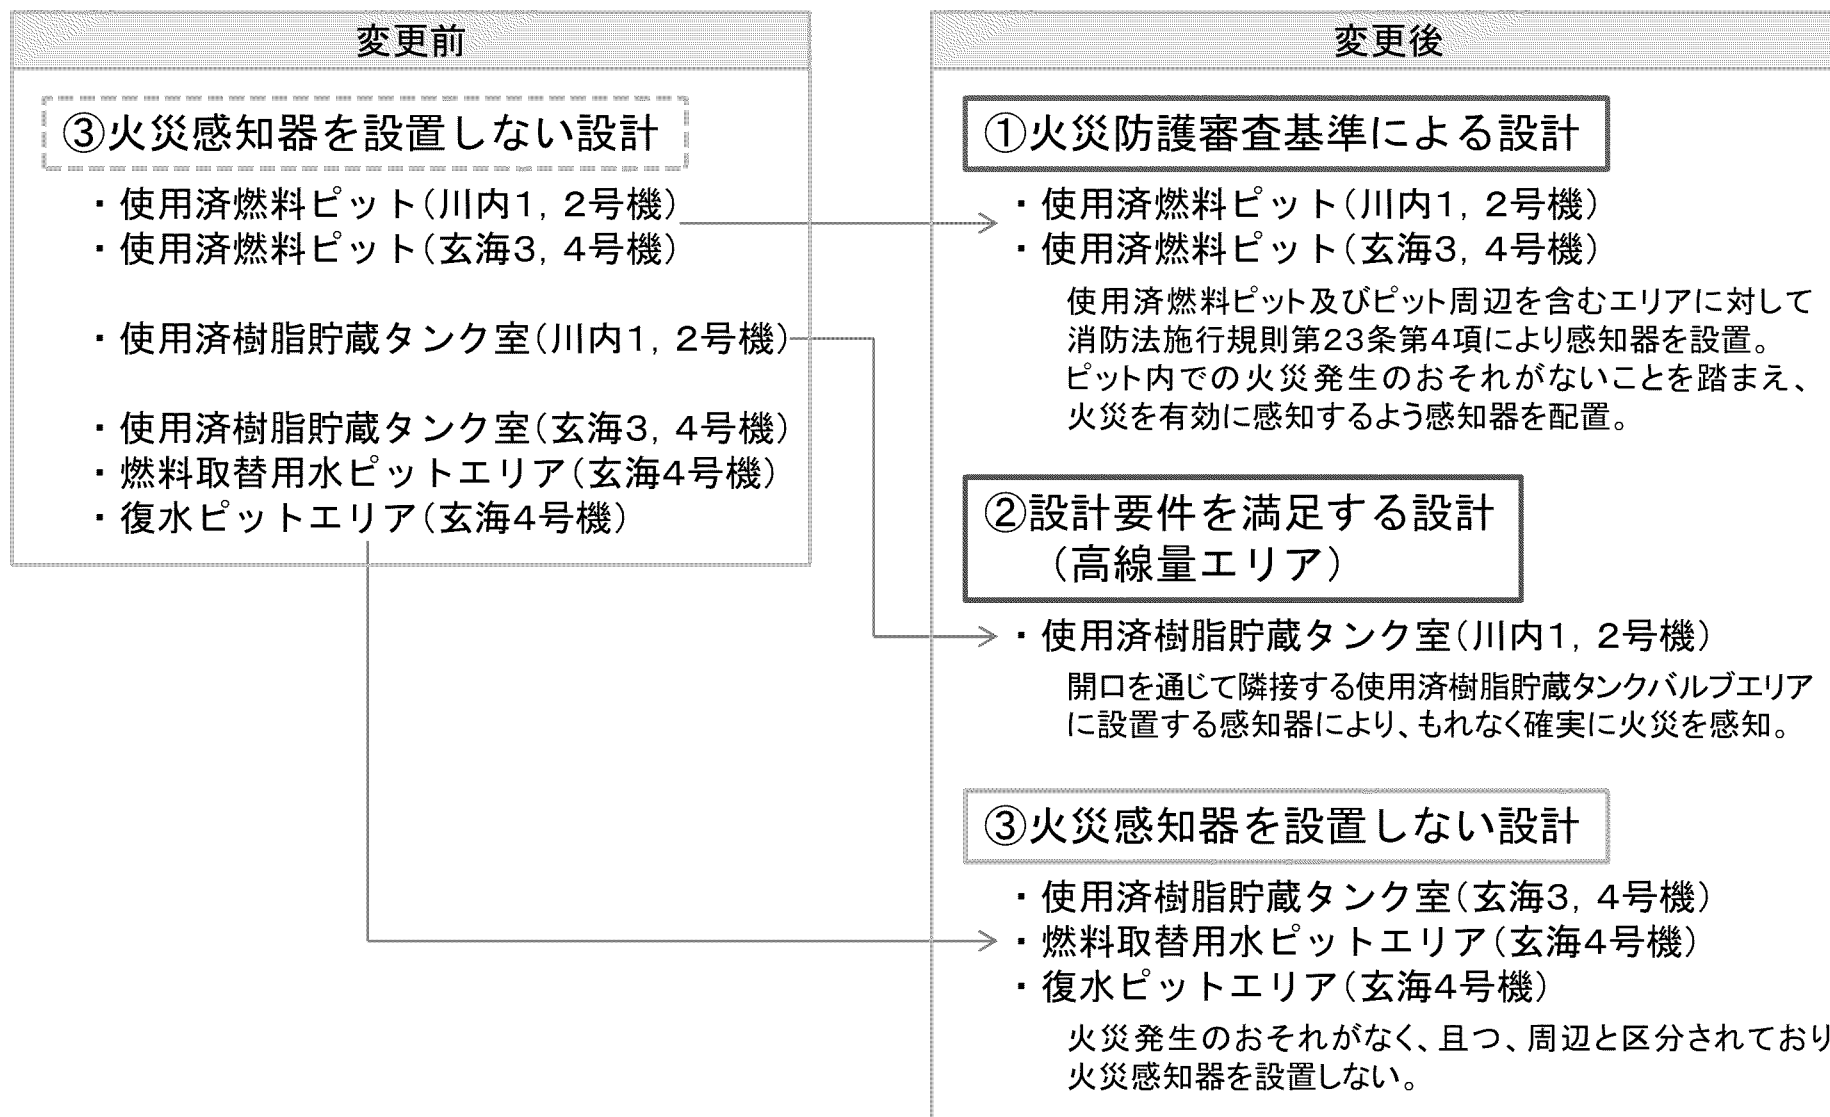 変更前
③火災感知器を設置しない設計
・使用済燃料ピット(川内1, 2号機)
・使用済燃料ピット(玄海3, 4号機)
・使用済樹脂貯蔵タンク室(川内1, 2号機)
・使用済樹脂貯蔵タンク室(玄海3, 4号機)
・燃料取替用水ピットエリア(玄海4号機)
・復水ピットエリア(玄海4号機)
変更後
①火災防護審査基準による設計
・使用済燃料ピット(川内1, 2号機)
・使用済燃料ピット(玄海3, 4号機)
使用済燃料ピット及びピット周辺を含むエリアに対して
消防法施行規則第23条第4項により感知器を設置。
ピット内での火災発生のおそれがないことを踏まえ、
火災を有効に感知するよう感知器を配置。
②設計要件を満足する設計
(高線量エリア)
・使用済樹脂貯蔵タンク室(川内1, 2号機)
開口を通じて隣接する使用済樹脂貯蔵タンクバルブエリア
に設置する感知器により、もれなく確実に火災を感知。
③火災感知器を設置しない設計
・使用済樹脂貯蔵タンク室(玄海3, 4号機)
・燃料取替用水ピットエリア(玄海4号機)
・復水ピットエリア(玄海4号機)
火災発生のおそれがなく、且つ、周辺と区分されており
火災感知器を設置しない。